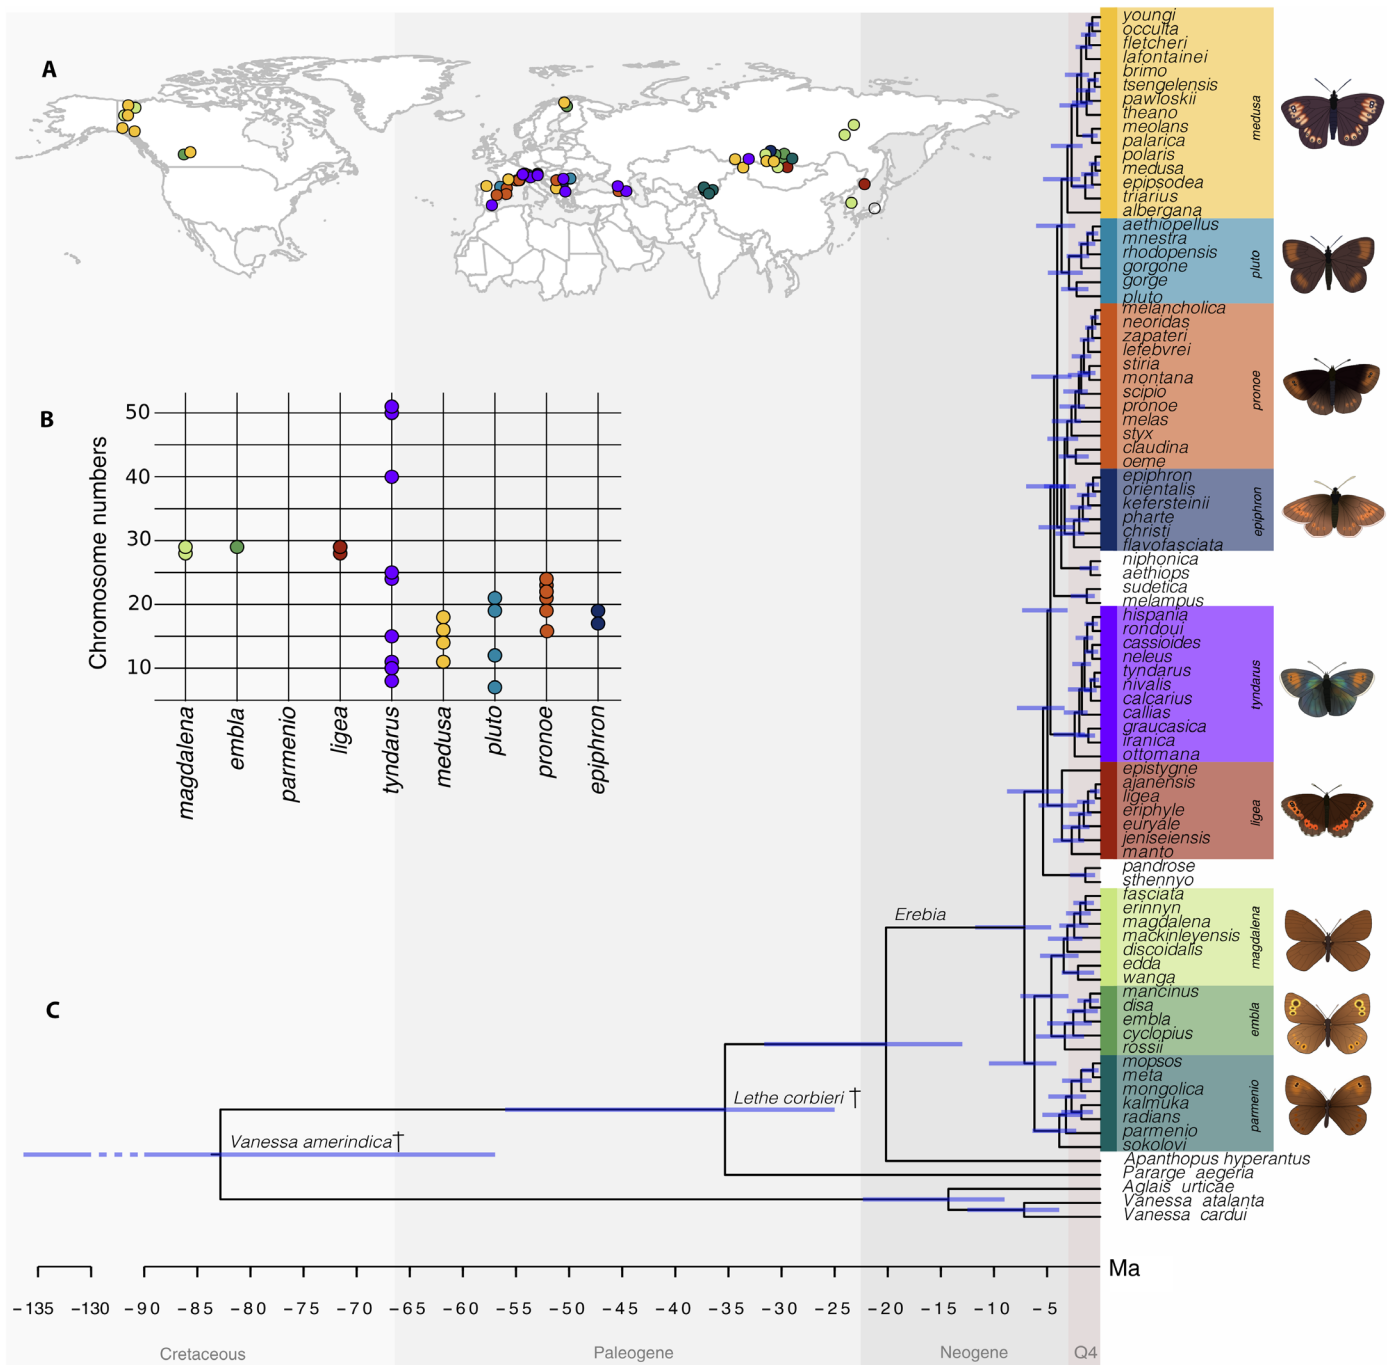 A
B
Chromosome numbers
50
40
30
20
10
magdalena
embla
parmenio
ligea
tyndarus
medusa
pluto
pronoe
epiphron
C
Erebia
Lethe corbieri †
Vanessa amerindica†
youngi
occulta
fletcheri
lafontainei
brimo
tsengelensis
pawloskii
theano
meolans
palarica
polaris
medusa
epipsodea
triarius
albergana
medusa
aethiopellus
mnestra
rhodopensis
gorgone
gorge
pluto
pluto
melancholica
neoridas
zapateri
lefebvrei
stiria
montana
scipio
pronoe
melas
styx
claudina
oeme
pronoe
epiphron
orientalis
kefersteinii
pharte
christi
flavofasciata
epiphron
niphonica
aethiops
sudetica
melampus
hispania
rondoui
cassioides
neleus
tyndarus
nivalis
calcarius
callias
graucasica
iranica
ottomana
tyndarus
epistygne
ajanensis
ligea
eriphyle
euryale
jeniseiensis
manto
ligea
pandrose
sthennyo
fasciata
erinnyn
magdalena
mackinleyensis
discoidalis
edda
wanga
magdalena
mancinus
disa
embla
cyclopius
rossii
embla
mopsos
meta
mongolica
kalmuka
radians
parmenio
sokolovi
parmenio
Apanthopus hyperantus
Pararge aegeria
Aglais urticae
Vanessa atalanta
Vanessa cardui
Ma
-135 -130 -90 -85 -80 -75 -70 -65 -60 -55 -50 -45 -40 -35 -30 -25 -20 -15 -10 -5
Cretaceous Paleogene Neogene Q4